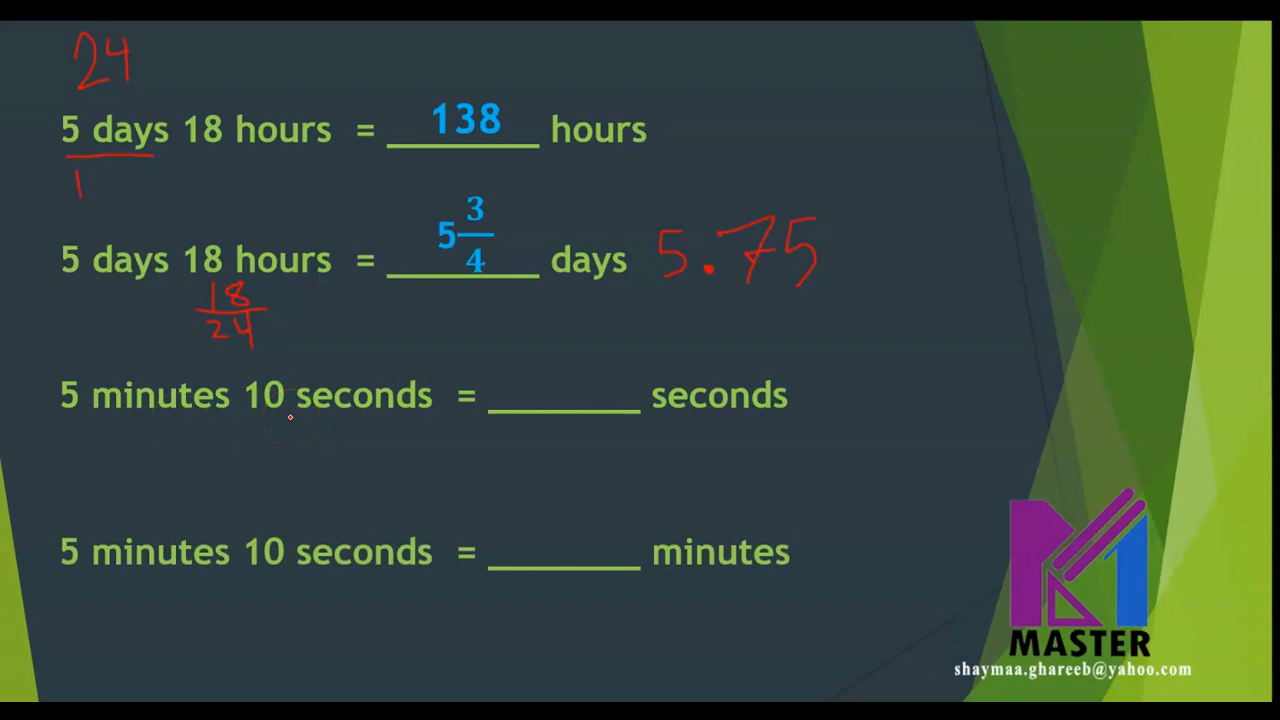 24
5 days 18 hours = 138 hours
1
5 days 18 hours = 5 3/4 days 5.75
18/24
5 minutes 10 seconds = ________ seconds
5 minutes 10 seconds = ________ minutes
MASTER
shaymaa.ghareeb@yahoo.com